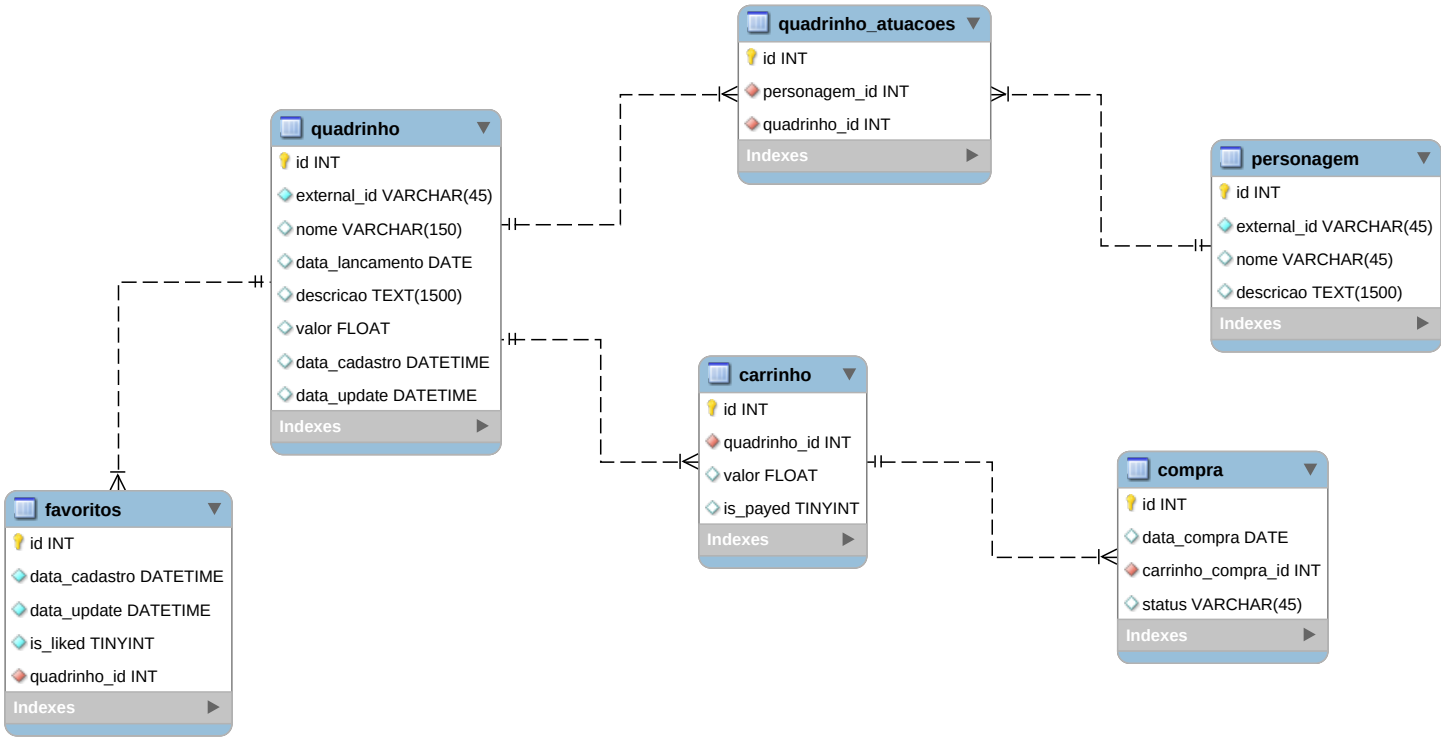 quadrinho_atuacoes
id INT
personagem_id INT
quadrinho_id INT
Indexes
quadrinho
id INT
external_id VARCHAR(45)
nome VARCHAR(150)
data_lancamento DATE
descricao TEXT(1500)
valor FLOAT
data_cadastro DATETIME
data_update DATETIME
Indexes
personagem
id INT
external_id VARCHAR(45)
nome VARCHAR(45)
descricao TEXT(1500)
Indexes
carrinho
id INT
quadrinho_id INT
valor FLOAT
is_payed TINYINT
Indexes
compra
id INT
data_compra DATE
carrinho_compra_id INT
status VARCHAR(45)
Indexes
favoritos
id INT
data_cadastro DATETIME
data_update DATETIME
is_liked TINYINT
quadrinho_id INT
Indexes